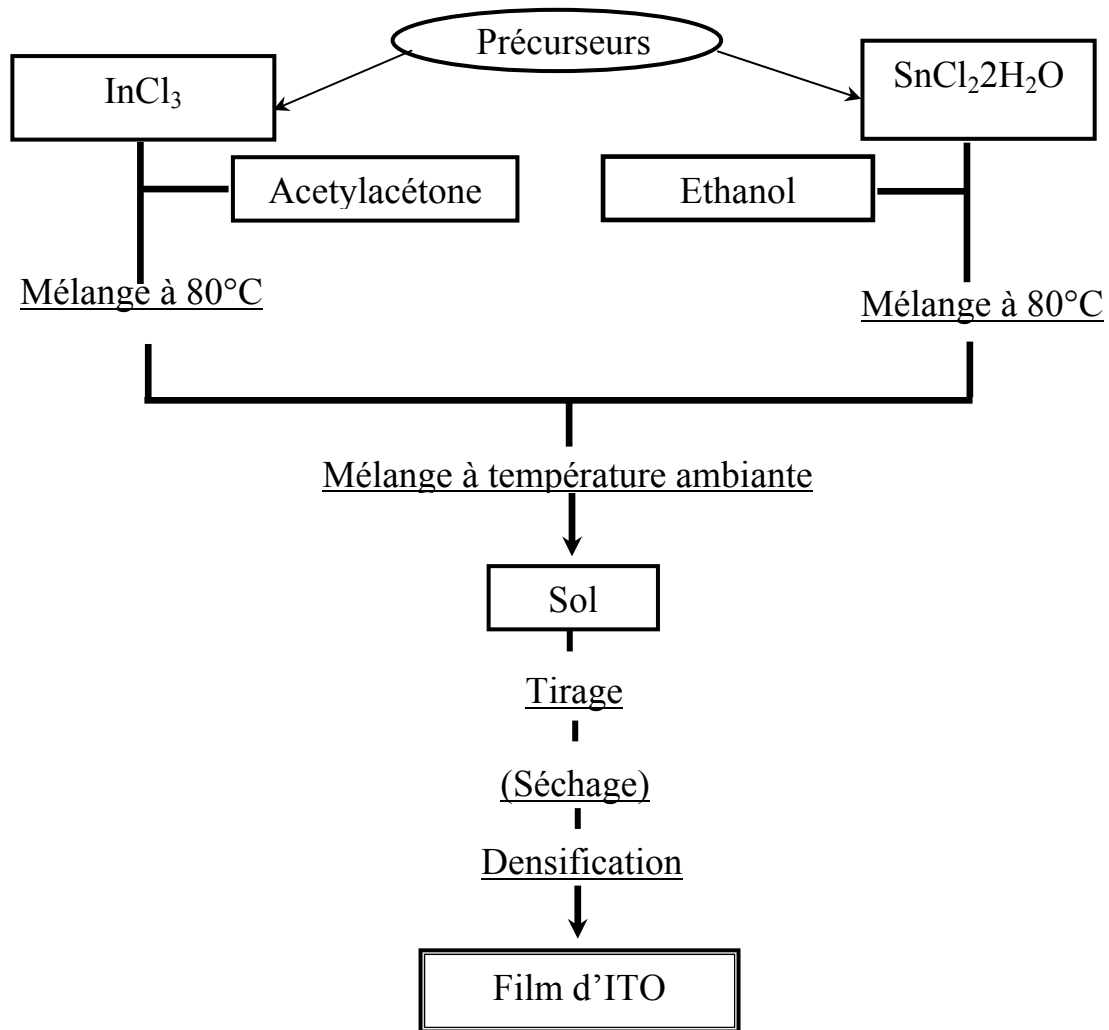 Précurseurs
InCl₃
SnCl₂2H₂O
Acetylacétone
Ethanol
Mélange à 80°C
Mélange à 80°C
Mélange à température ambiante
Sol
Tirage
(Séchage)
Densification
Film d’ITO